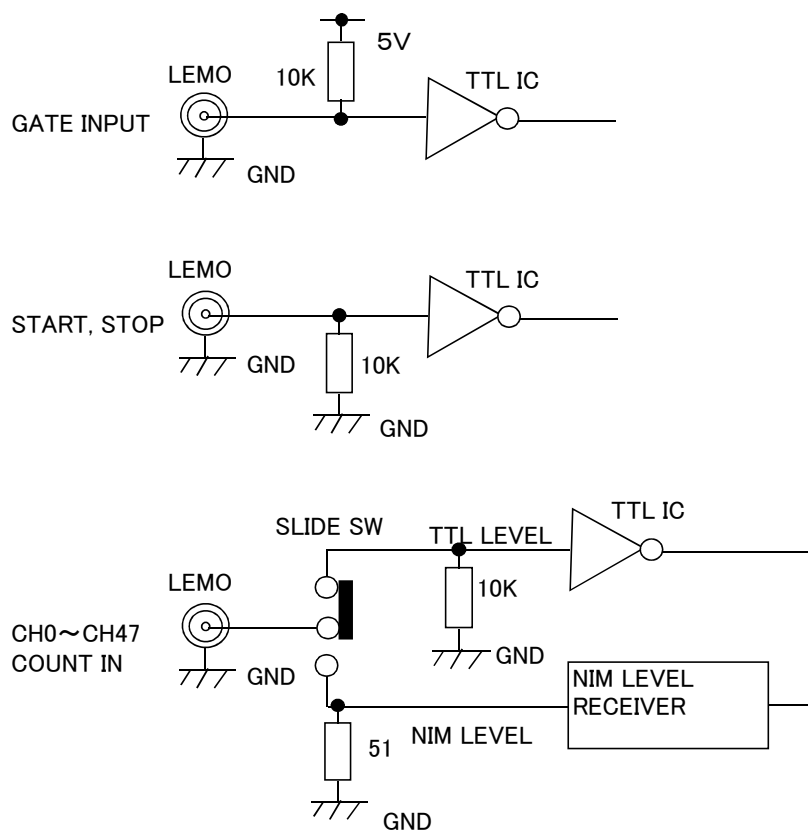 5V
10K
LEMO
TTL IC
GATE INPUT
GND
LEMO
TTL IC
START, STOP
GND
10K
GND
SLIDE SW
TTL LEVEL
TTL IC
LEMO
10K
CH0～CH47
COUNT IN
GND
GND
NIM LEVEL
RECEIVER
51
NIM LEVEL
GND